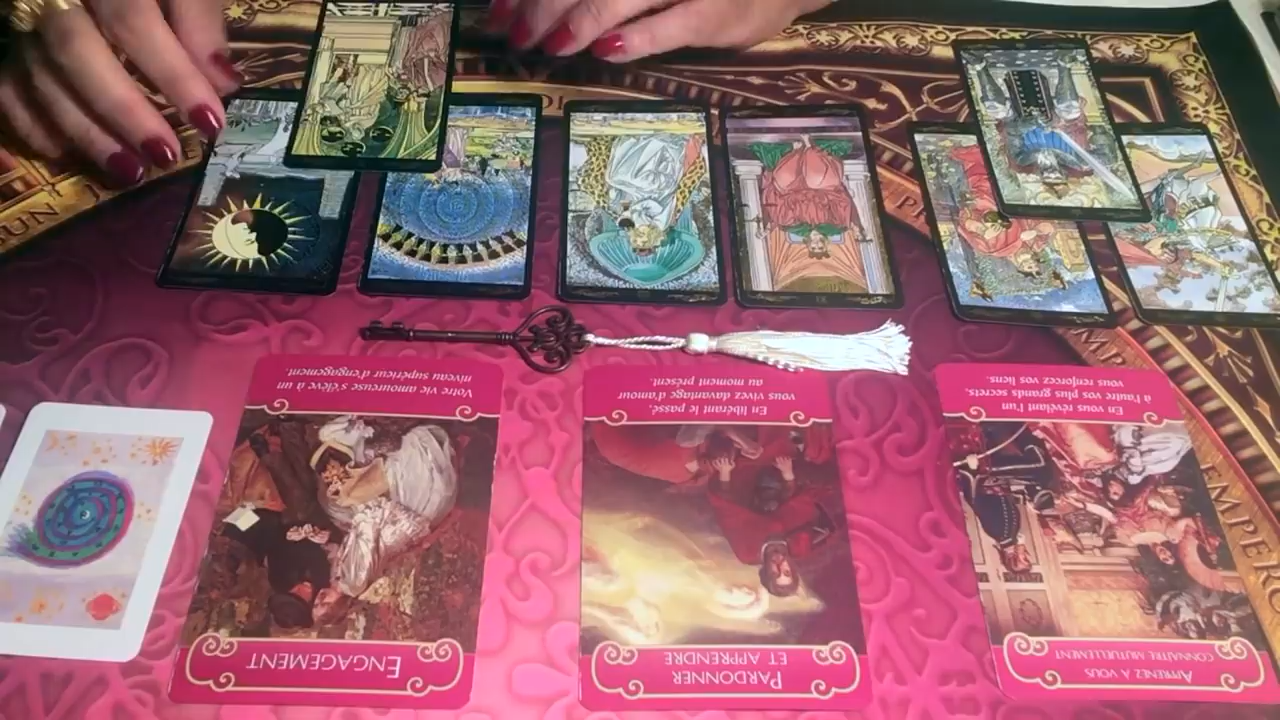 SUN
EMPEROR
Votre vie amoureuse s'élève à un
niveau supérieur d'engagement.
ENGAGEMENT
En libérant le passé,
vous vivez davantage d'amour
au moment présent.
PARDONNER
ET APPRENDRE
En vous révélant l'un
à l'autre vos plus grands secrets,
vous renforcez vos liens.
APPRENEZ À VOUS
CONNAÎTRE MUTUELLEMENT